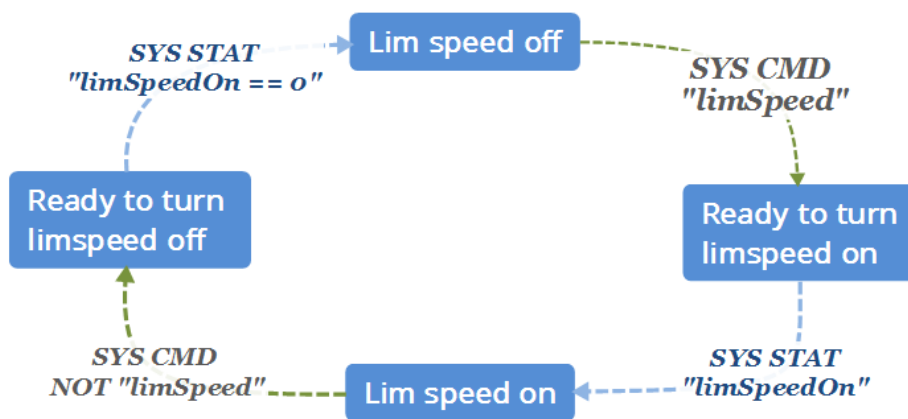 Lim speed off
SYS STAT
"limSpeedOn == 0"
SYS CMD
"limSpeed"
Ready to turn
limspeed off
Ready to turn
limspeed on
SYS CMD
NOT "limSpeed"
Lim speed on
SYS STAT
"limSpeedOn"